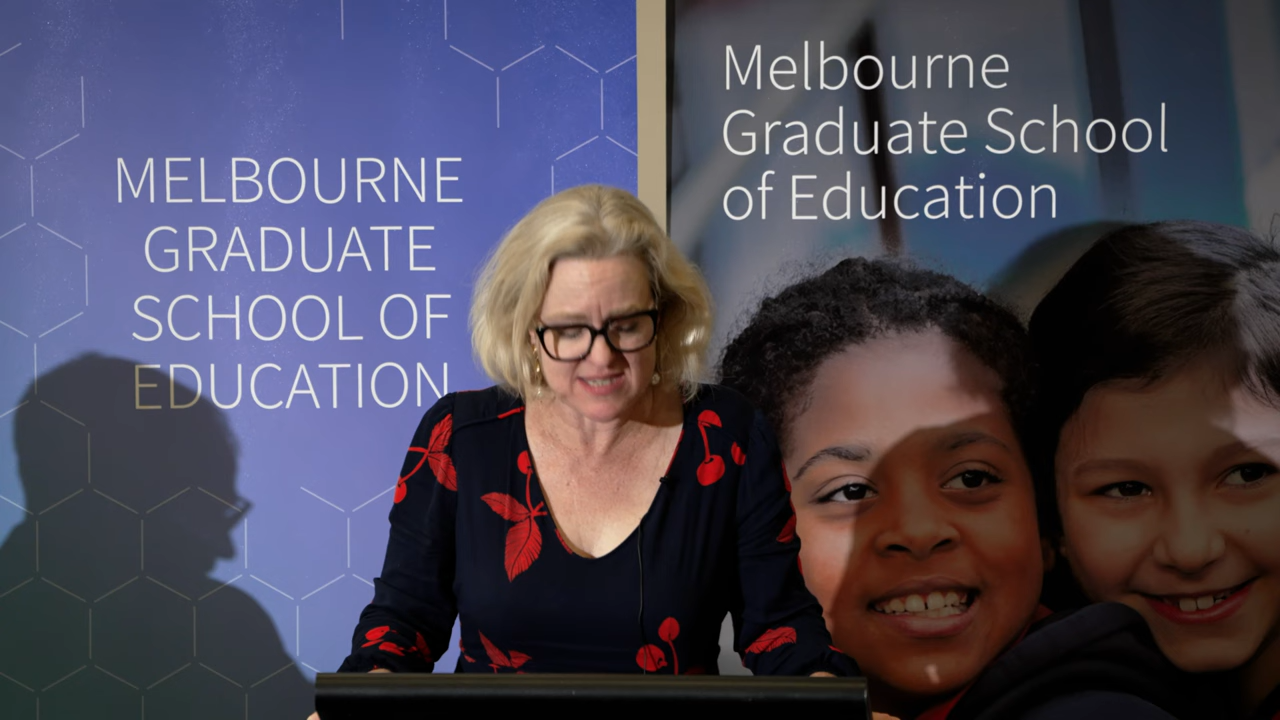 MELBOURNE
GRADUATE
SCHOOL OF
EDUCATION
Melbourne
Graduate School
of Education